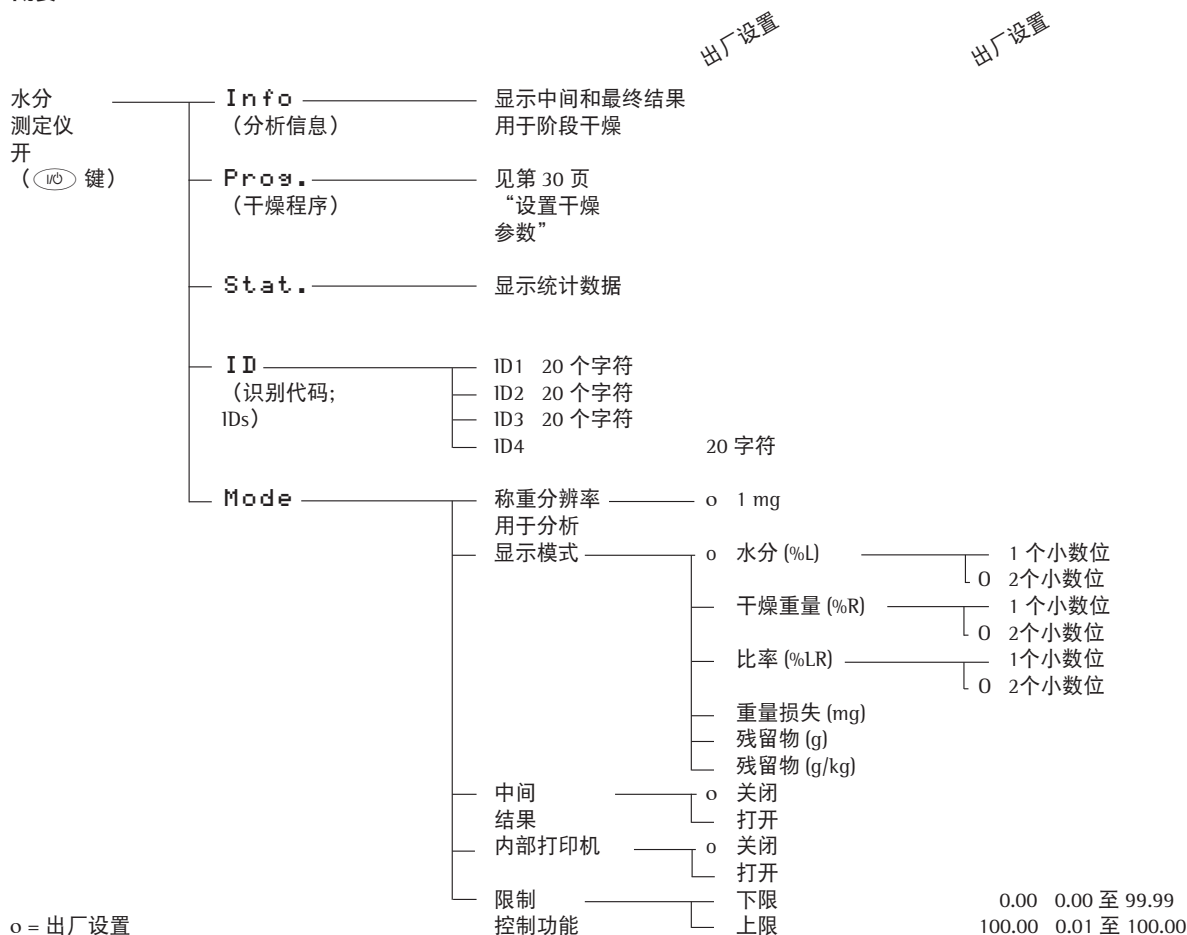 出厂设置 出厂设置
水分 Info 显示中间和最终结果
测定仪 (分析信息) 用于阶段干燥
开
(I/⏻ 键) Prog. 见第 30 页
(干燥程序) “设置干燥
参数”
Stat. 显示统计数据
ID ID1 20 个字符
(识别代码; ID2 20 个字符
IDs) ID3 20 个字符
ID4 20 字符
Mode 称重分辨率 o 1 mg
用于分析
显示模式 o 水分 (%L) 1 个小数位
O 2个小数位
干燥重量 (%R) 1 个小数位
O 2个小数位
比率 (%LR) 1个小数位
O 2个小数位
重量损失 (mg)
残留物 (g)
残留物 (g/kg)
中间 o 关闭
结果 打开
内部打印机 o 关闭
打开
限制 下限 0.00 0.00 至 99.99
o = 出厂设置 控制功能 上限 100.00 0.01 至 100.00